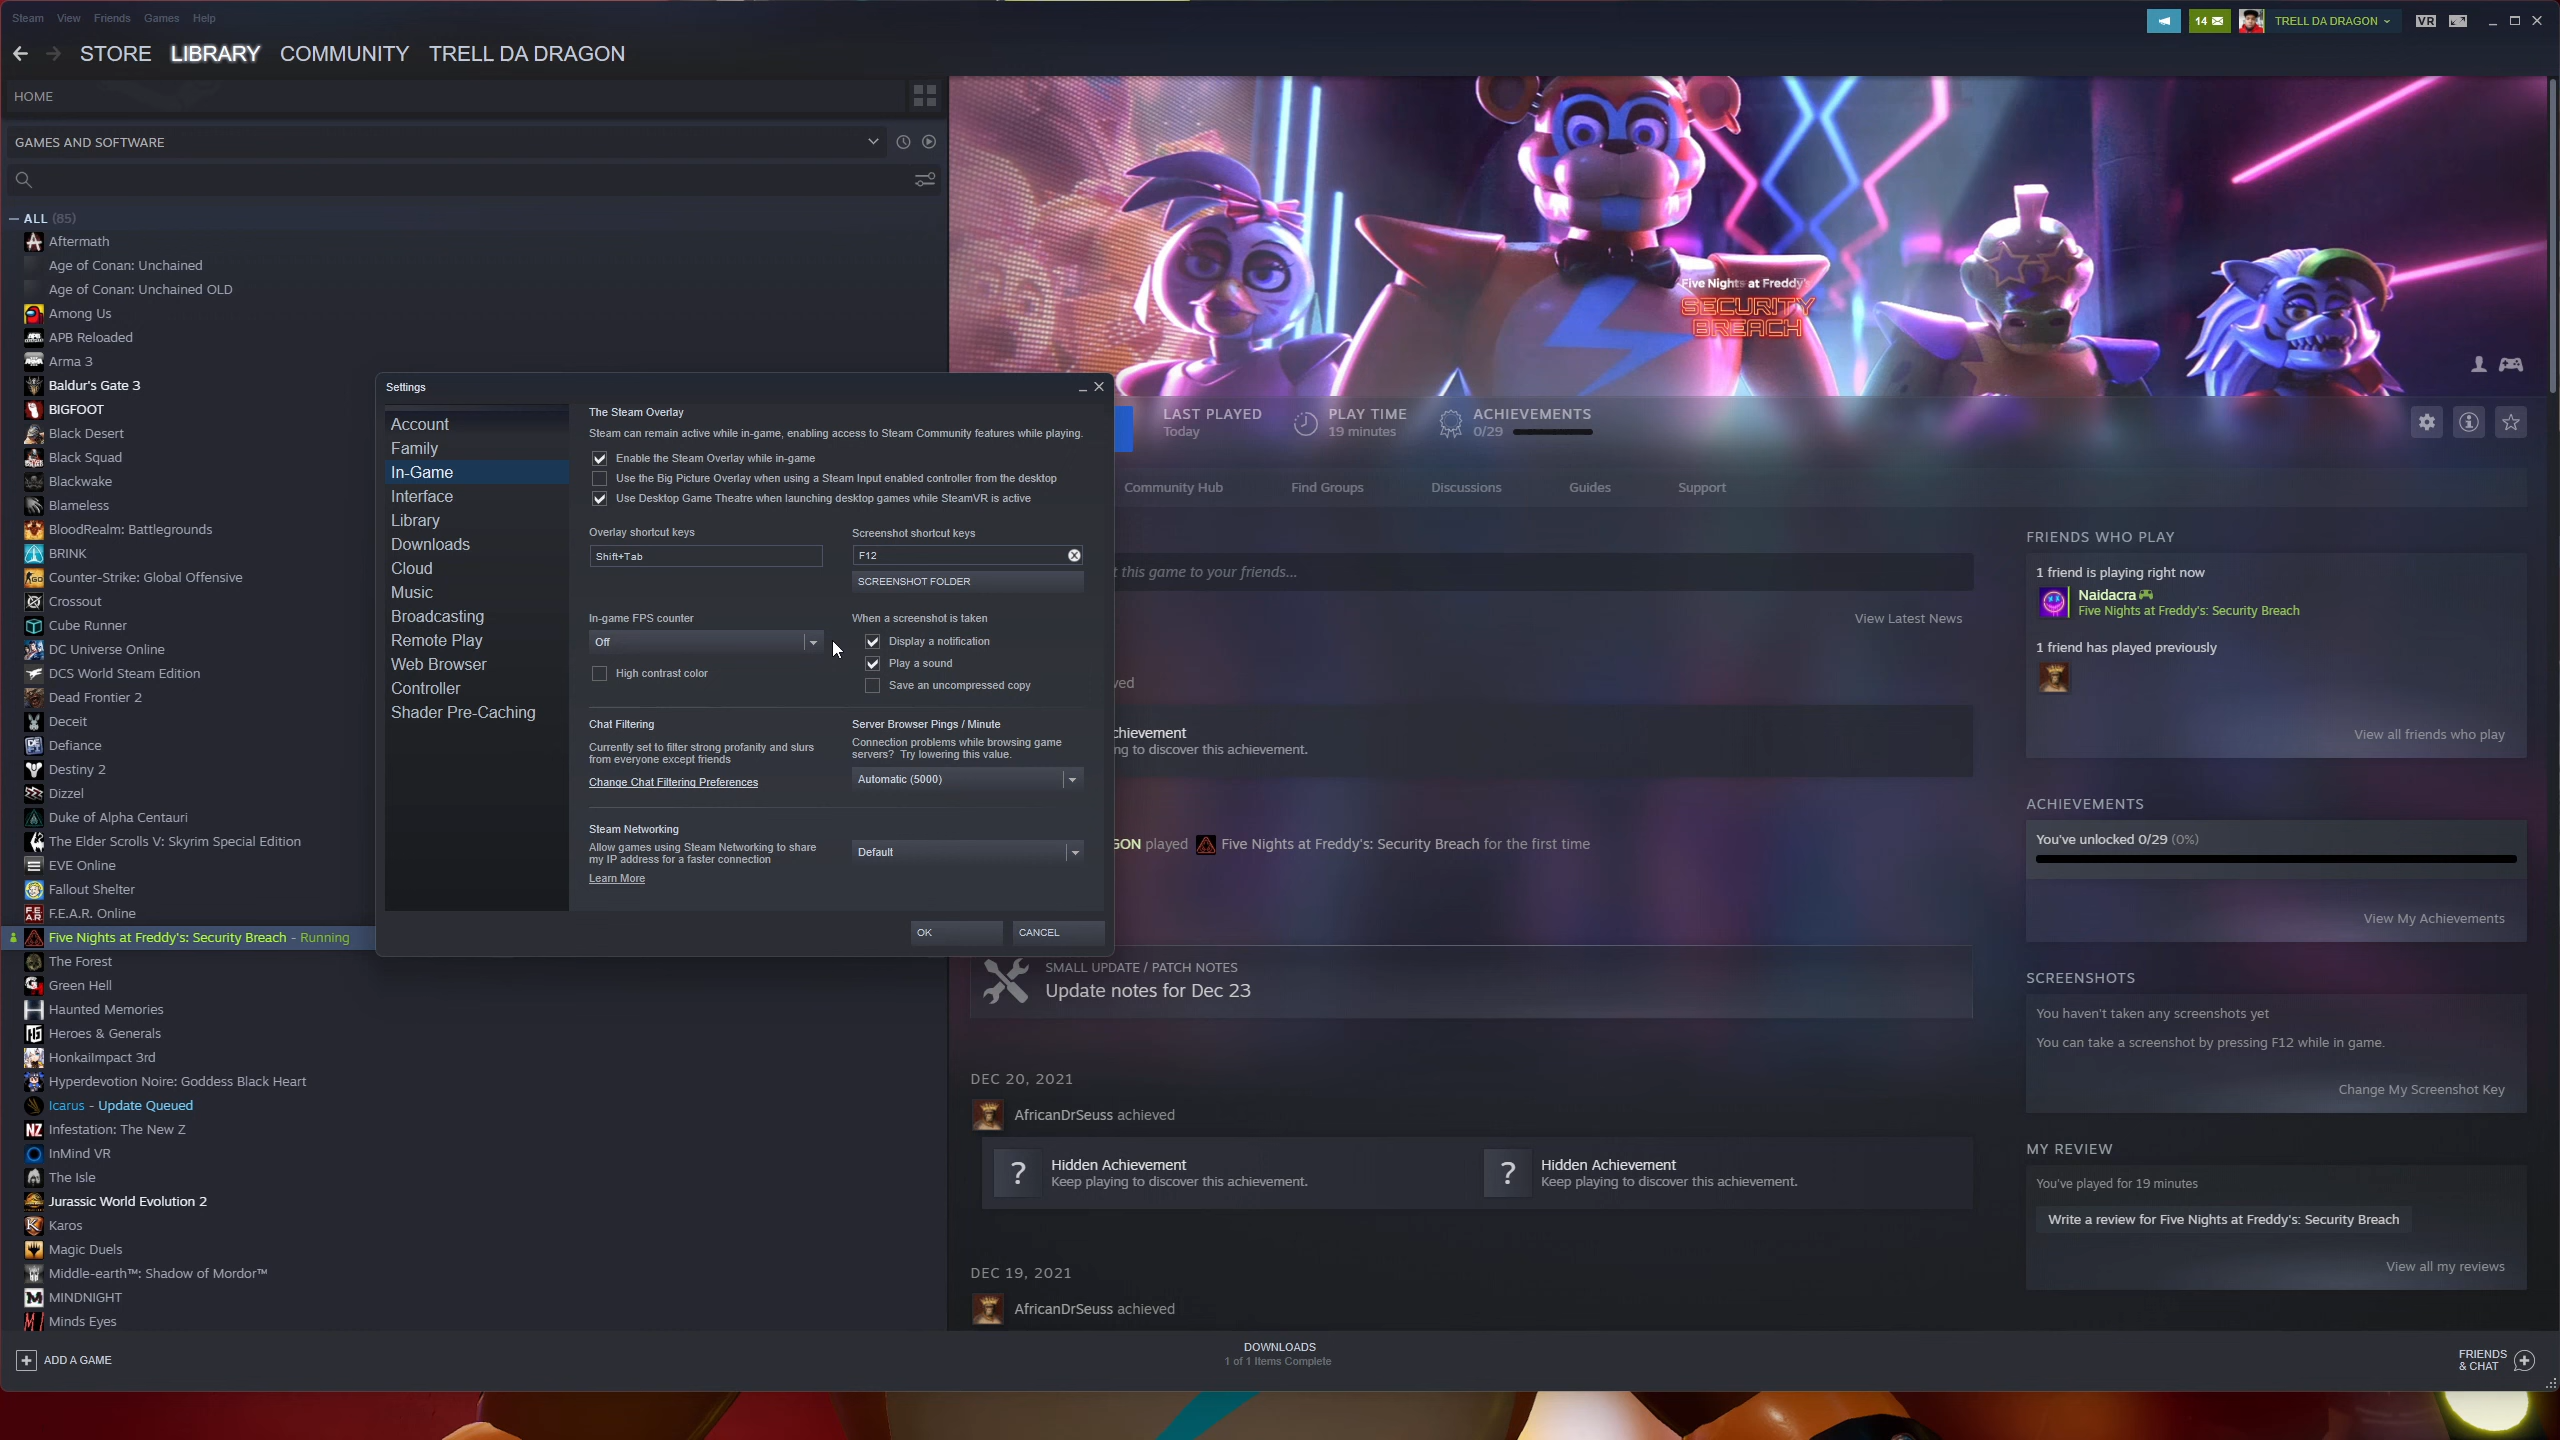 Steam View Friends Games Help
14
TRELL DA DRAGON
VR
STORE LIBRARY COMMUNITY TRELL DA DRAGON
HOME
GAMES AND SOFTWARE
ALL (85)
Aftermath
Age of Conan: Unchained
Age of Conan: Unchained OLD
Among Us
APB Reloaded
Arma 3
Baldur's Gate 3
BIGFOOT
Black Desert
Black Squad
Blackwake
Blameless
BloodRealm: Battlegrounds
BRINK
Counter-Strike: Global Offensive
Crossout
Cube Runner
DC Universe Online
DCS World Steam Edition
Dead Frontier 2
Deceit
Defiance
Destiny 2
Dizzel
Duke of Alpha Centauri
The Elder Scrolls V: Skyrim Special Edition
EVE Online
Fallout Shelter
F.E.A.R. Online
Five Nights at Freddy's: Security Breach - Running
The Forest
Green Hell
Haunted Memories
Heroes & Generals
HonkaiImpact 3rd
Hyperdevotion Noire: Goddess Black Heart
Icarus - Update Queued
Infestation: The New Z
InMind VR
The Isle
Jurassic World Evolution 2
Karos
Magic Duels
Middle-earth™: Shadow of Mordor™
MINDNIGHT
Minds Eyes
ADD A GAME
Settings
Account
Family
In-Game
Interface
Library
Downloads
Cloud
Music
Broadcasting
Remote Play
Web Browser
Controller
Shader Pre-Caching
The Steam Overlay
Steam can remain active while in-game, enabling access to Steam Community features while playing.
Enable the Steam Overlay while in-game
Use the Big Picture Overlay when using a Steam Input enabled controller from the desktop
Use Desktop Game Theatre when launching desktop games while SteamVR is active
Overlay shortcut keys
Shift+Tab
Screenshot shortcut keys
F12
SCREENSHOT FOLDER
In-game FPS counter
Off
High contrast color
When a screenshot is taken
Display a notification
Play a sound
Save an uncompressed copy
Chat Filtering
Currently set to filter strong profanity and slurs
from everyone except friends
Change Chat Filtering Preferences
Server Browser Pings / Minute
Connection problems while browsing game
servers? Try lowering this value.
Automatic (5000)
Steam Networking
Allow games using Steam Networking to share
my IP address for a faster connection
Learn More
Default
OK
CANCEL
Five Nights at Freddy's
SECURITY
BREACH
LAST PLAYED
Today
PLAY TIME
19 minutes
ACHIEVEMENTS
0/29
Community Hub Find Groups Discussions Guides Support
t this game to your friends...
View Latest News
ved
chievement
ng to discover this achievement.
GON played Five Nights at Freddy's: Security Breach for the first time
SMALL UPDATE / PATCH NOTES
Update notes for Dec 23
DEC 20, 2021
AfricanDrSeuss achieved
? Hidden Achievement
Keep playing to discover this achievement.
? Hidden Achievement
Keep playing to discover this achievement.
DEC 19, 2021
AfricanDrSeuss achieved
FRIENDS WHO PLAY
1 friend is playing right now
Naidacra
Five Nights at Freddy's: Security Breach
1 friend has played previously
View all friends who play
ACHIEVEMENTS
You've unlocked 0/29 (0%)
View My Achievements
SCREENSHOTS
You haven't taken any screenshots yet
You can take a screenshot by pressing F12 while in game.
Change My Screenshot Key
MY REVIEW
You've played for 19 minutes
Write a review for Five Nights at Freddy's: Security Breach
View all my reviews
DOWNLOADS
1 of 1 Items Complete
FRIENDS
& CHAT